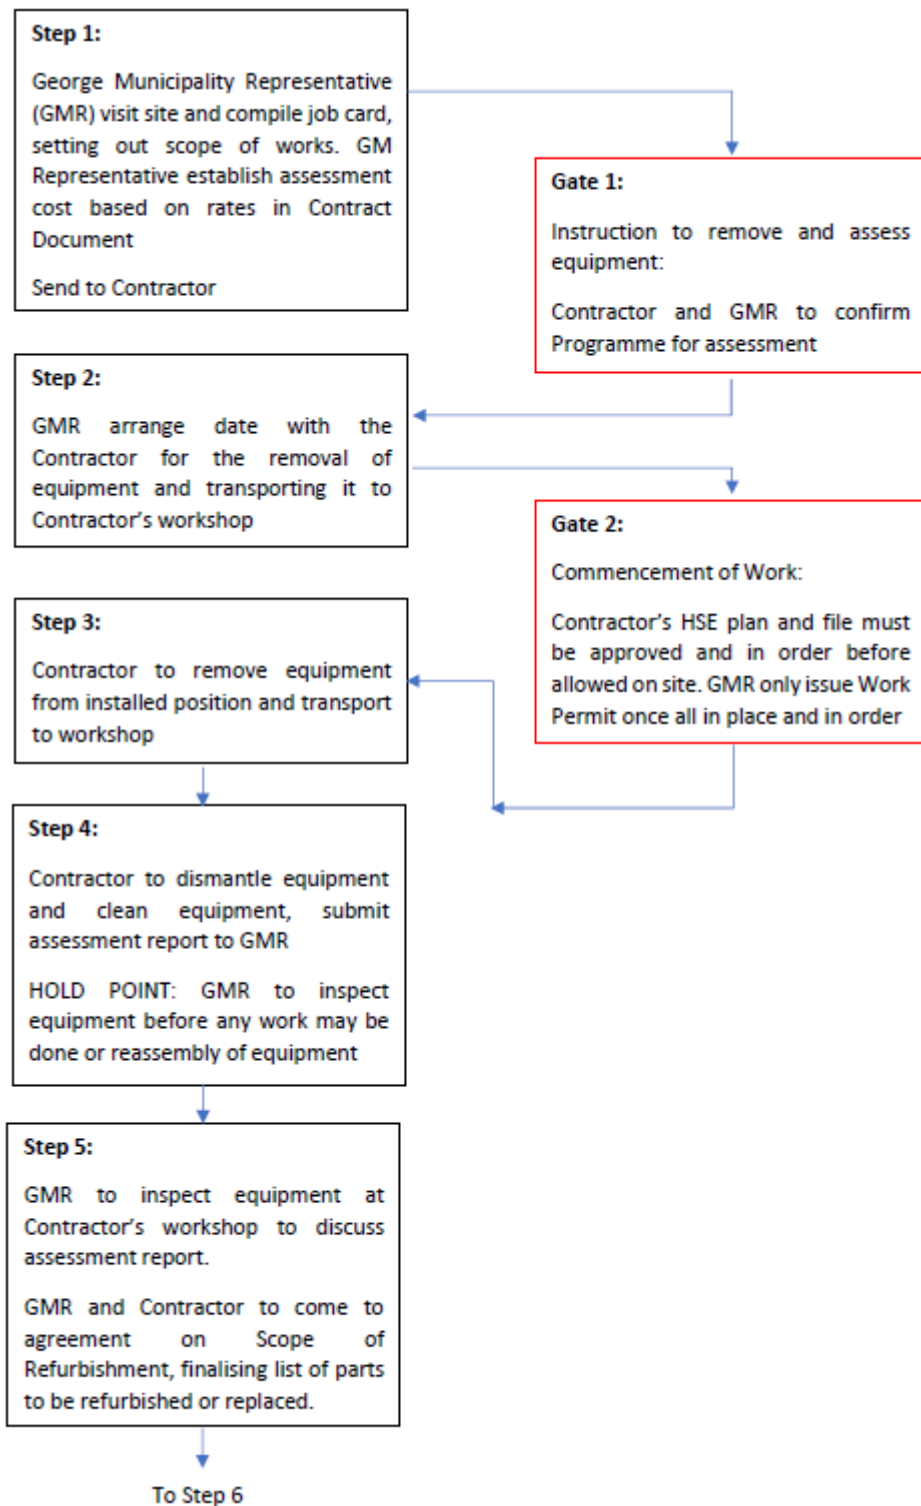 Step 1:
George Municipality Representative
(GMR) visit site and compile job card,
setting out scope of works. GM
Representative establish assessment
cost based on rates in Contract
Document
Send to Contractor
Gate 1:
Instruction to remove and assess
equipment:
Contractor and GMR to confirm
Programme for assessment
Step 2:
GMR arrange date with the
Contractor for the removal of
equipment and transporting it to
Contractor's workshop
Gate 2:
Commencement of Work:
Contractor's HSE plan and file must
be approved and in order before
allowed on site. GMR only issue Work
Permit once all in place and in order
Step 3:
Contractor to remove equipment
from installed position and transport
to workshop
Step 4:
Contractor to dismantle equipment
and clean equipment, submit
assessment report to GMR
HOLD POINT: GMR to inspect
equipment before any work may be
done or reassembly of equipment
Step 5:
GMR to inspect equipment at
Contractor's workshop to discuss
assessment report.
GMR and Contractor to come to
agreement on Scope of
Refurbishment, finalising list of parts
to be refurbished or replaced.
To Step 6